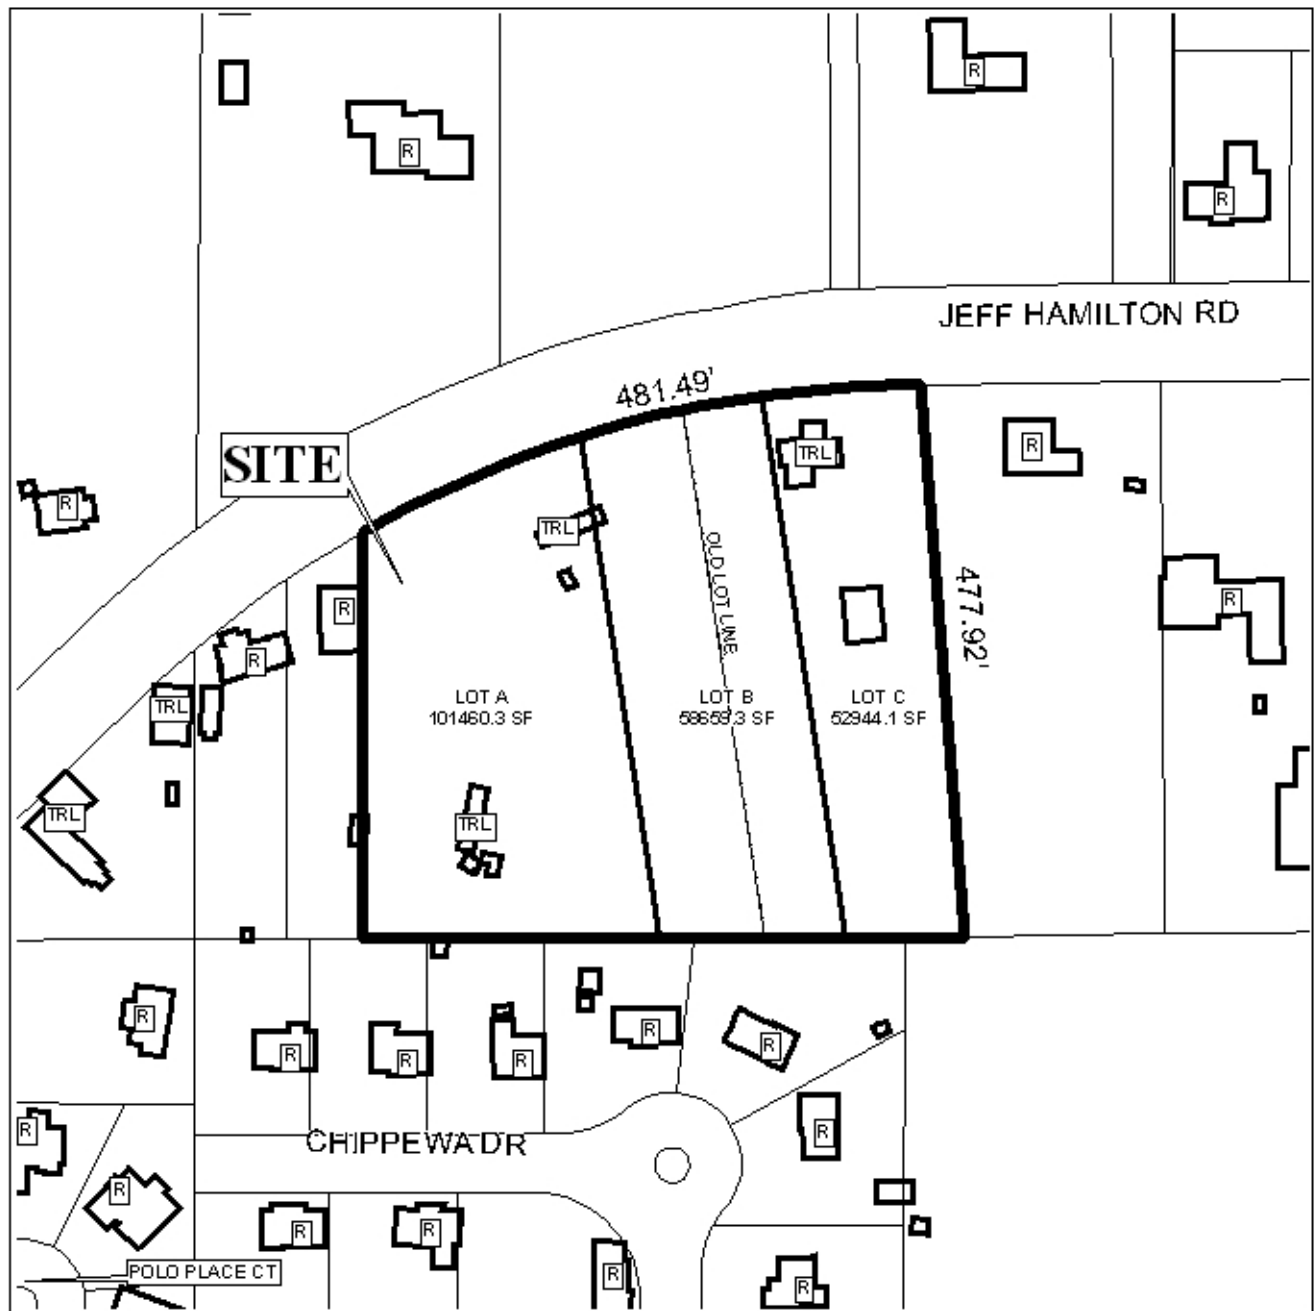 R
R
R
JEFF HAMILTON RD
481.49'
SITE
R
TRL
R
R
TRL
OLD LOT LINE
477.92'
R
R
R
TRL
LOT A
101460.3 SF
LOT B
58659.3 SF
LOT C
52944.1 SF
TRL
TRL
R
R
R
R
R
R
R
R
CHIPPEWA DR
R
R
R
R
POLO PLACE CT
R
R